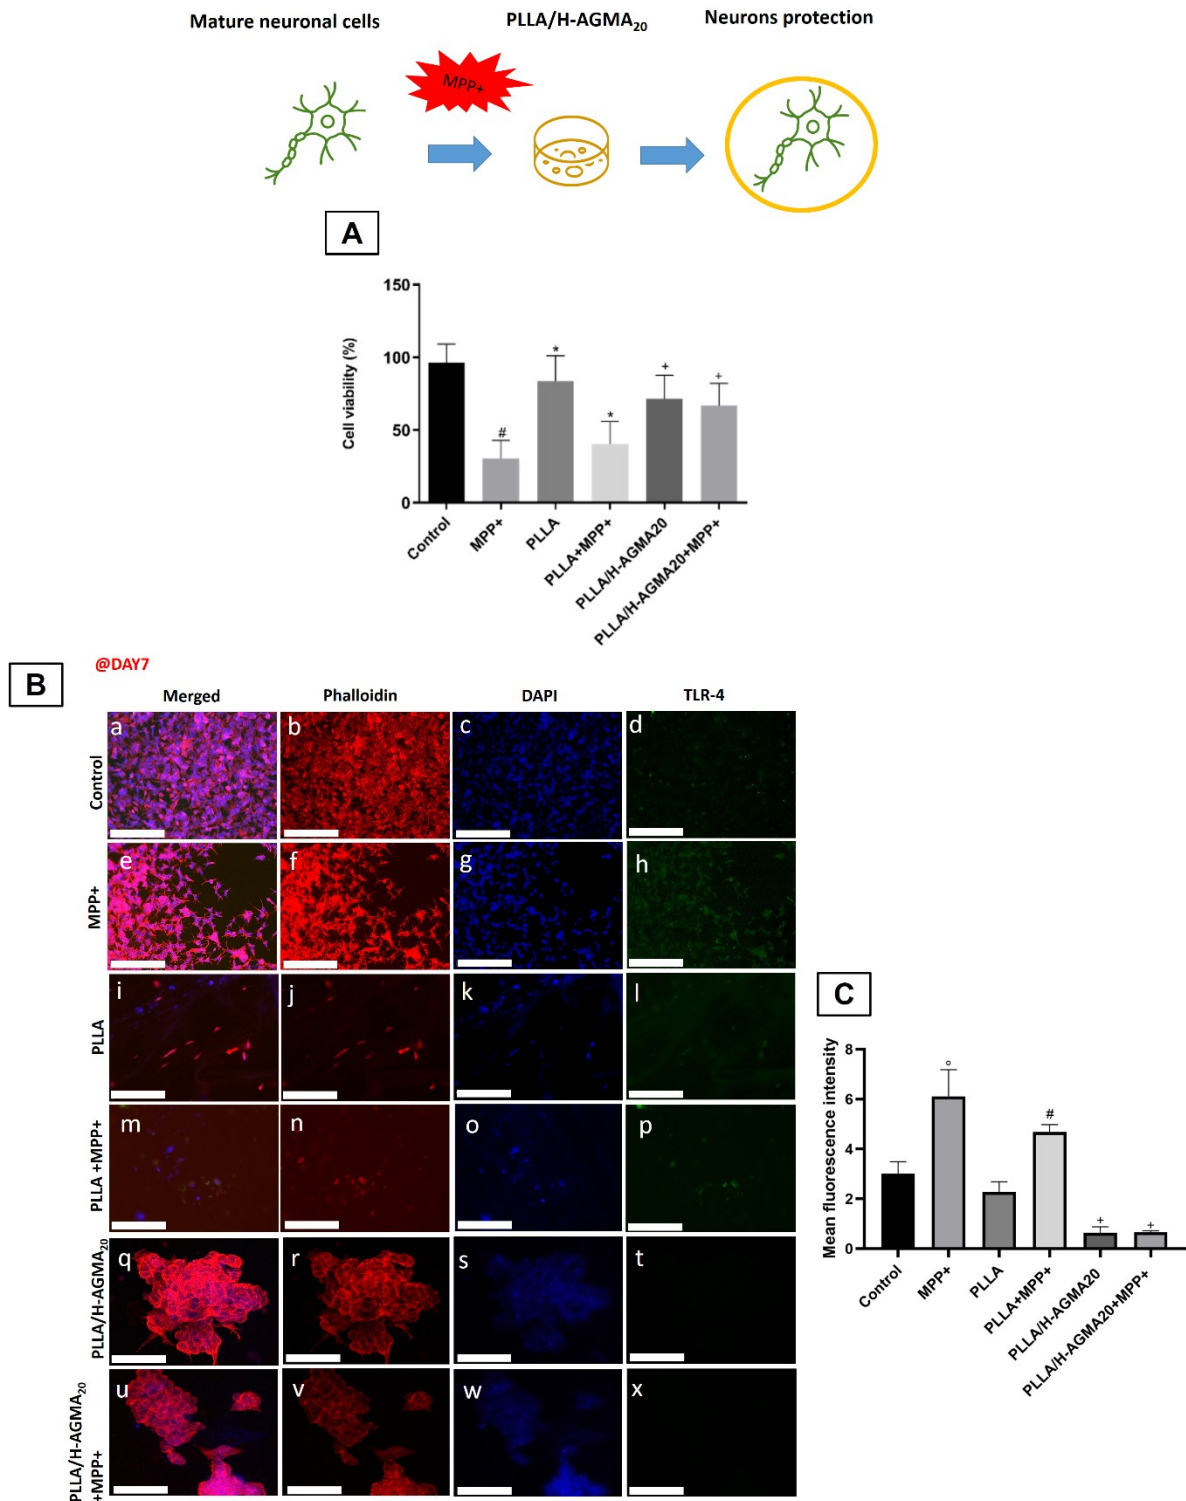 Mature neuronal cells
PLLA/H-AGMA20
Neurons protection
MPP+
A
150
100
50
0
Cell viability (%)
#
*
*
+
+
Control
MPP+
PLLA
PLLA+MPP+
PLLA/H-AGMA20
PLLA/H-AGMA20+MPP+
B
@DAY7
Merged
Phalloidin
DAPI
TLR-4
Control
a
b
c
d
MPP+
e
f
g
h
PLLA
i
j
k
l
PLLA +MPP+
m
n
o
p
PLLA/H-AGMA20
q
r
s
t
PLLA/H-AGMA20
+MPP+
u
v
w
x
C
8
6
4
2
0
Mean fluorescence intensity
°
#
+
+
Control
MPP+
PLLA
PLLA+MPP+
PLLA/H-AGMA20
PLLA/H-AGMA20+MPP+